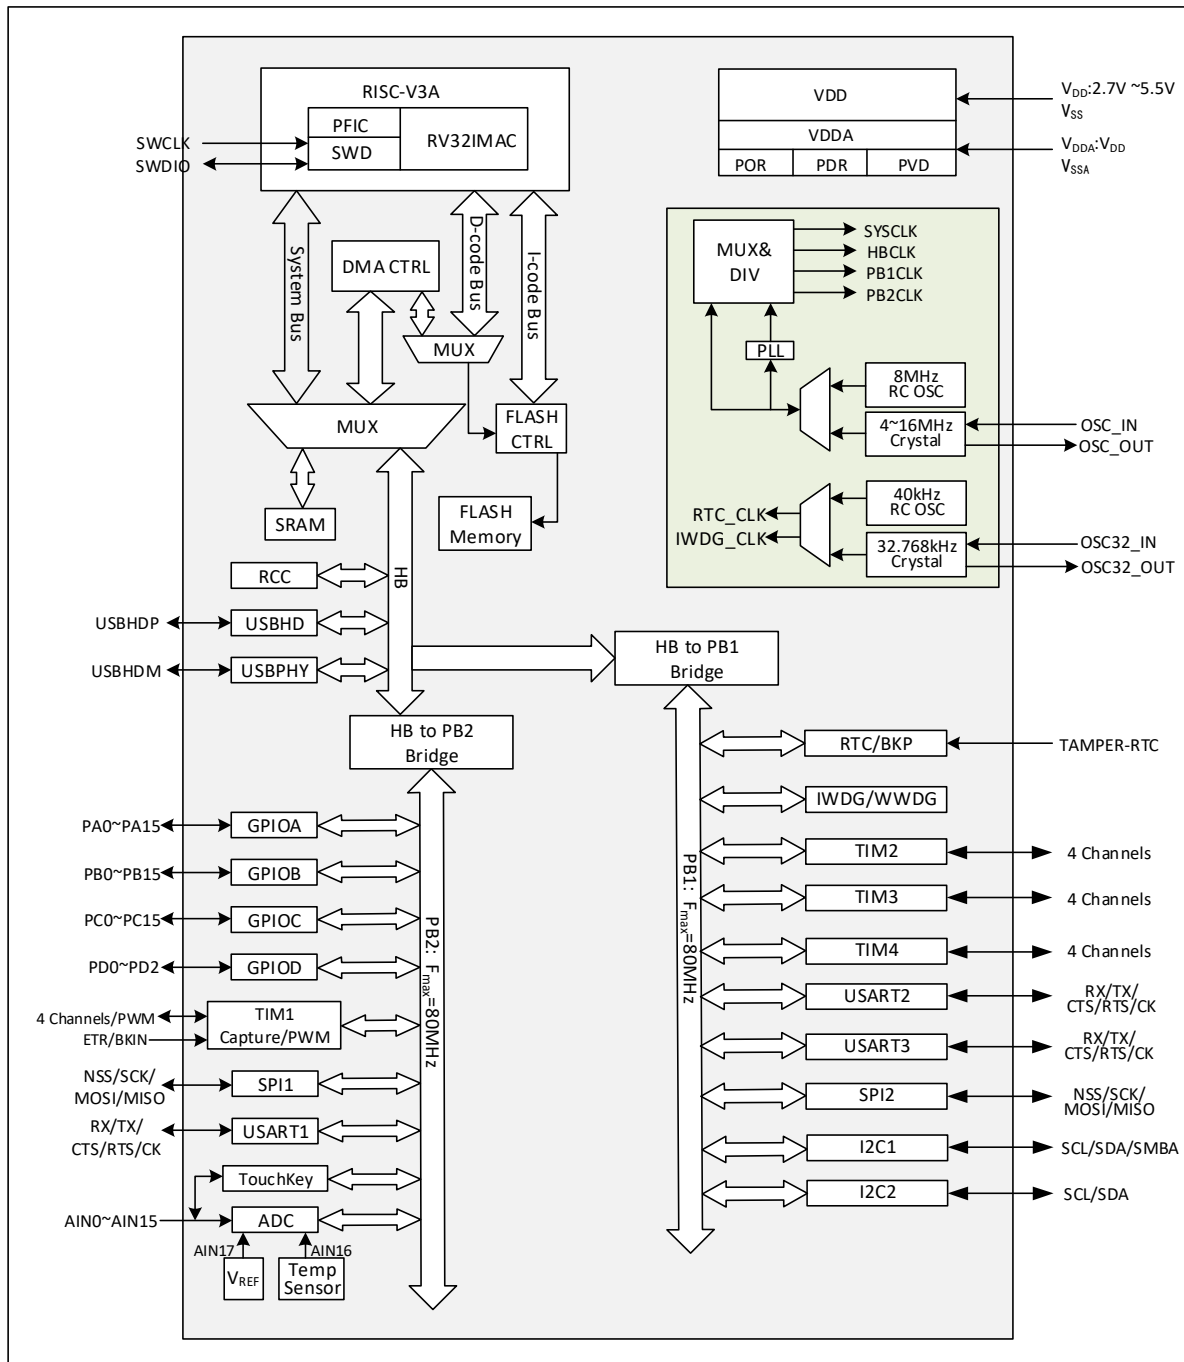 RISC-V3A
PFIC
SWD
RV32IMAC
SWCLK
SWDIO
VDD
VDDA
POR
PDR
PVD
VDD:2.7V ~5.5V
VSS
VDDA:VDD
VSSA
System Bus
DMA CTRL
D-code Bus
I-code Bus
MUX
MUX
FLASH
CTRL
SRAM
FLASH
Memory
MUX&
DIV
SYSCLK
HBCLK
PB1CLK
PB2CLK
PLL
8MHz
RC OSC
4~16MHz
Crystal
OSC_IN
OSC_OUT
RTC_CLK
IWDG_CLK
40kHz
RC OSC
32.768kHz
Crystal
OSC32_IN
OSC32_OUT
RCC
HB
USBHDP
USBHD
USBHDM
USBPHY
HB to PB1
Bridge
HB to PB2
Bridge
PA0~PA15
GPIOA
PB0~PB15
GPIOB
PC0~PC15
GPIOC
PD0~PD2
GPIOD
4 Channels/PWM
ETR/BKIN
TIM1
Capture/PWM
NSS/SCK/
MOSI/MISO
SPI1
RX/TX/
CTS/RTS/CK
USART1
TouchKey
AIN0~AIN15
ADC
AIN17
AIN16
VREF
Temp
Sensor
PB2: Fmax=80MHz
PB1: Fmax=80MHz
RTC/BKP
TAMPER-RTC
IWDG/WWDG
TIM2
4 Channels
TIM3
4 Channels
TIM4
4 Channels
USART2
RX/TX/
CTS/RTS/CK
USART3
RX/TX/
CTS/RTS/CK
SPI2
NSS/SCK/
MOSI/MISO
I2C1
SCL/SDA/SMBA
I2C2
SCL/SDA